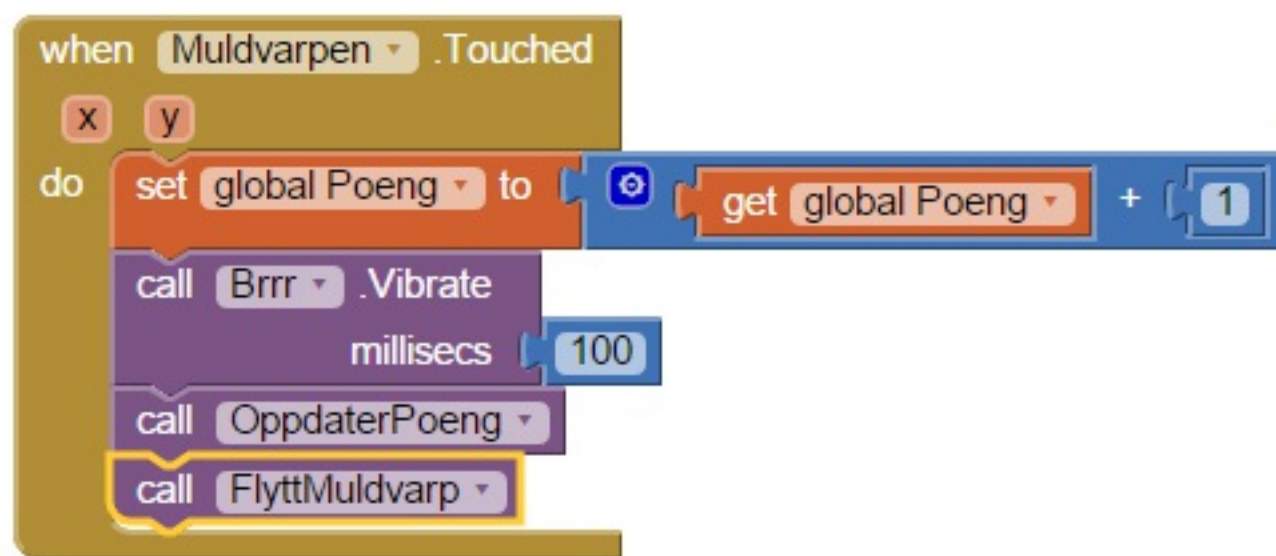 when Muldvarpen .Touched
x y
do set global Poeng to get global Poeng + 1
call Brrr .Vibrate
millisecs 100
call OppdaterPoeng
call FlyttMuldvarp